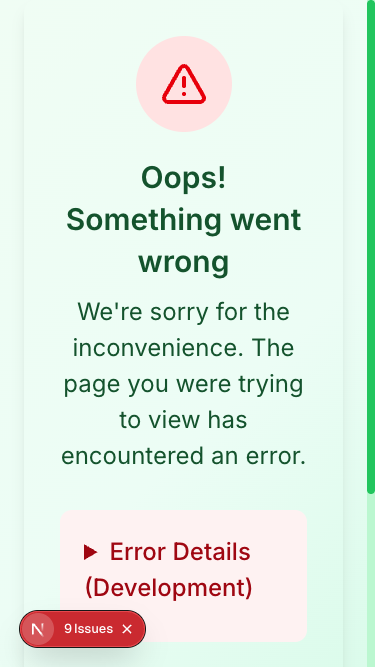 Oops!
Something went
wrong
We're sorry for the
inconvenience. The
page you were trying
to view has
encountered an error.
Error Details
(Development)
N 9 Issues